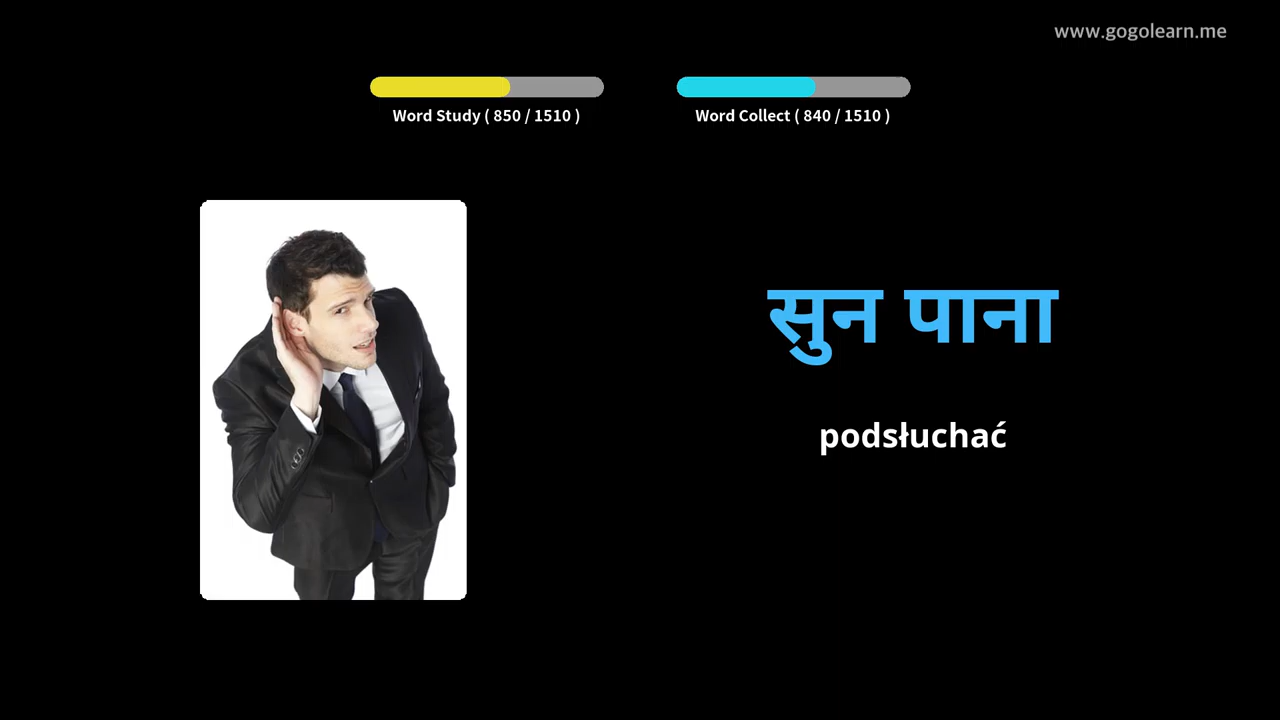 www.gogolearn.me
Word Study ( 850 / 1510 )
Word Collect ( 840 / 1510 )
सुन पाना
podsłuchać